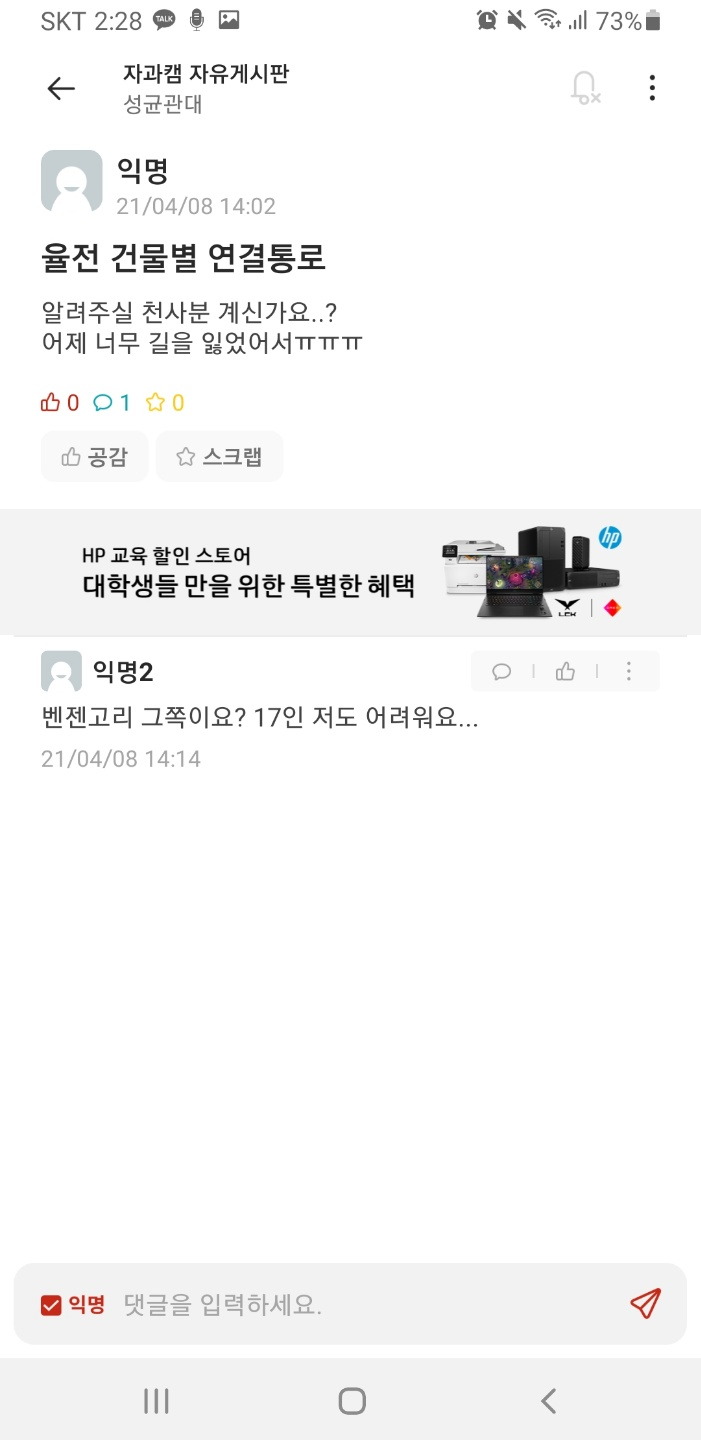 SKT 2:28 TALK 73%
자과캠 자유게시판
성균관대
익명
21/04/08 14:02
율전 건물별 연결통로
알려주실 천사분 계신가요..?
어제 너무 길을 잃었어서ㅠㅠㅠ
0 1 0
공감 스크랩
HP 교육 할인 스토어
대학생들 만을 위한 특별한 혜택
hp
LCK
익명2
벤젠고리 그쪽이요? 17인 저도 어려워요...
21/04/08 14:14
익명 댓글을 입력하세요.